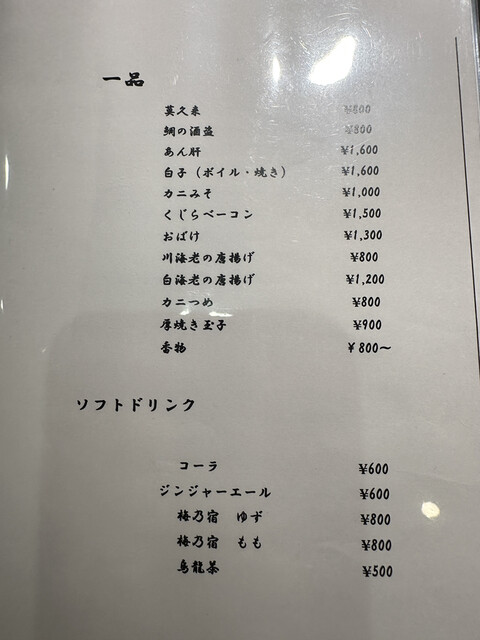 一品
莫久来 ¥800
鯛の酒盗 ¥800
あん肝 ¥1,600
白子（ボイル・焼き） ¥1,600
カニみそ ¥1,000
くじらベーコン ¥1,500
おばけ ¥1,300
川海老の唐揚げ ¥800
白海老の唐揚げ ¥1,200
カニつめ ¥800
厚焼き玉子 ¥900
香物 ¥800〜
ソフトドリンク
コーラ ¥600
ジンジャーエール ¥600
梅乃宿 ゆず ¥800
梅乃宿 もも ¥800
烏龍茶 ¥500